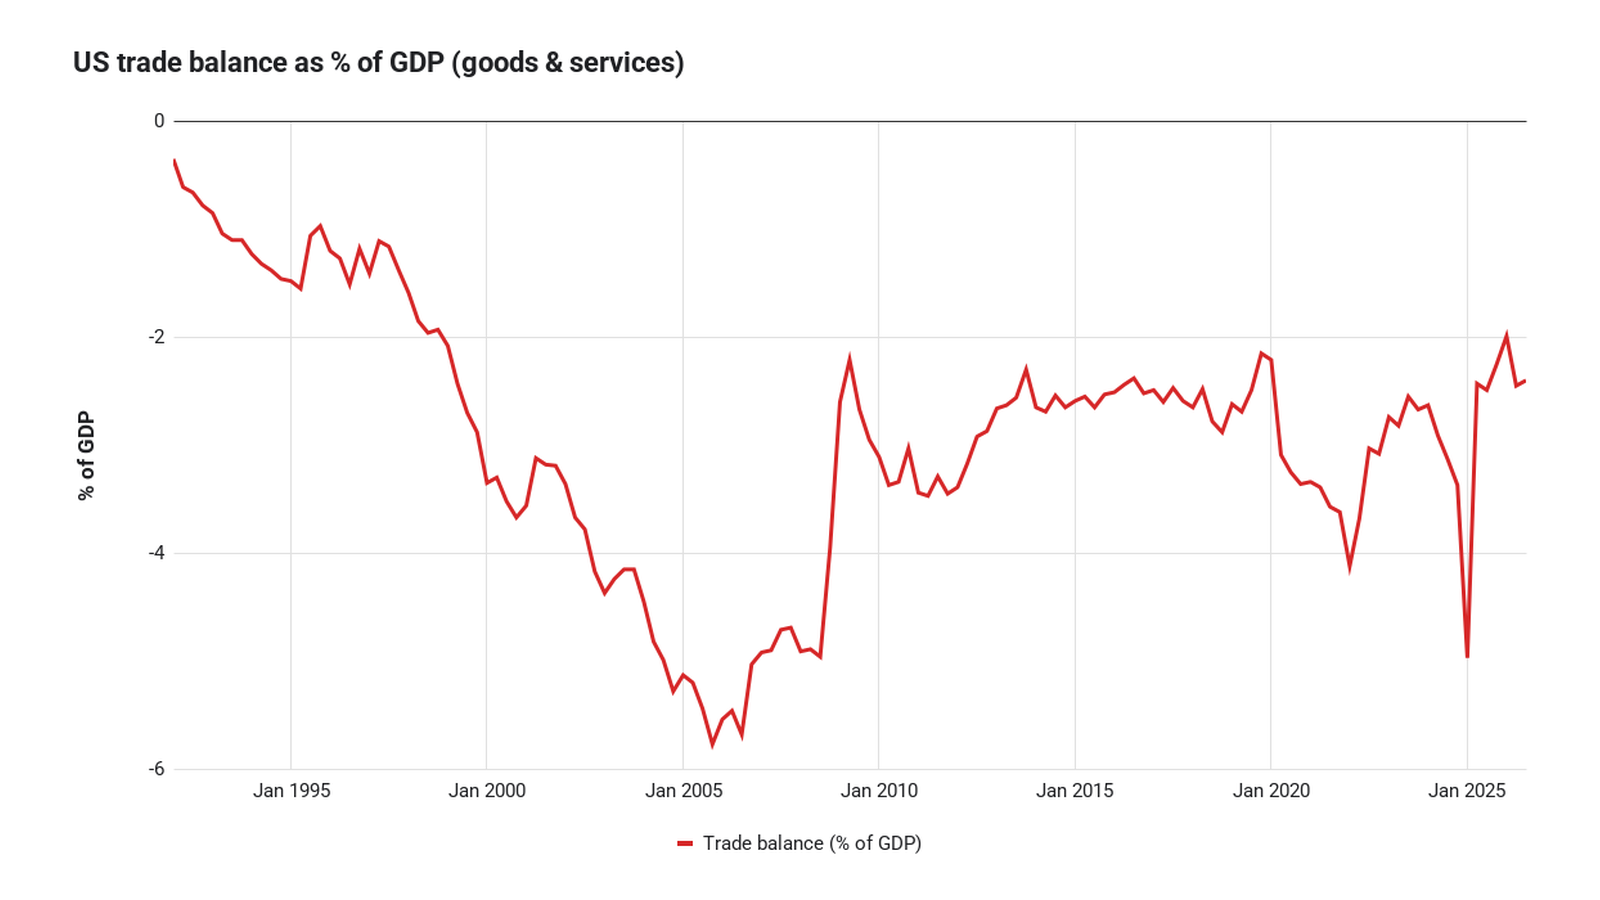 US trade balance as % of GDP (goods & services)
0
-2
-4
-6
% of GDP
Jan 1995
Jan 2000
Jan 2005
Jan 2010
Jan 2015
Jan 2020
Jan 2025
Trade balance (% of GDP)